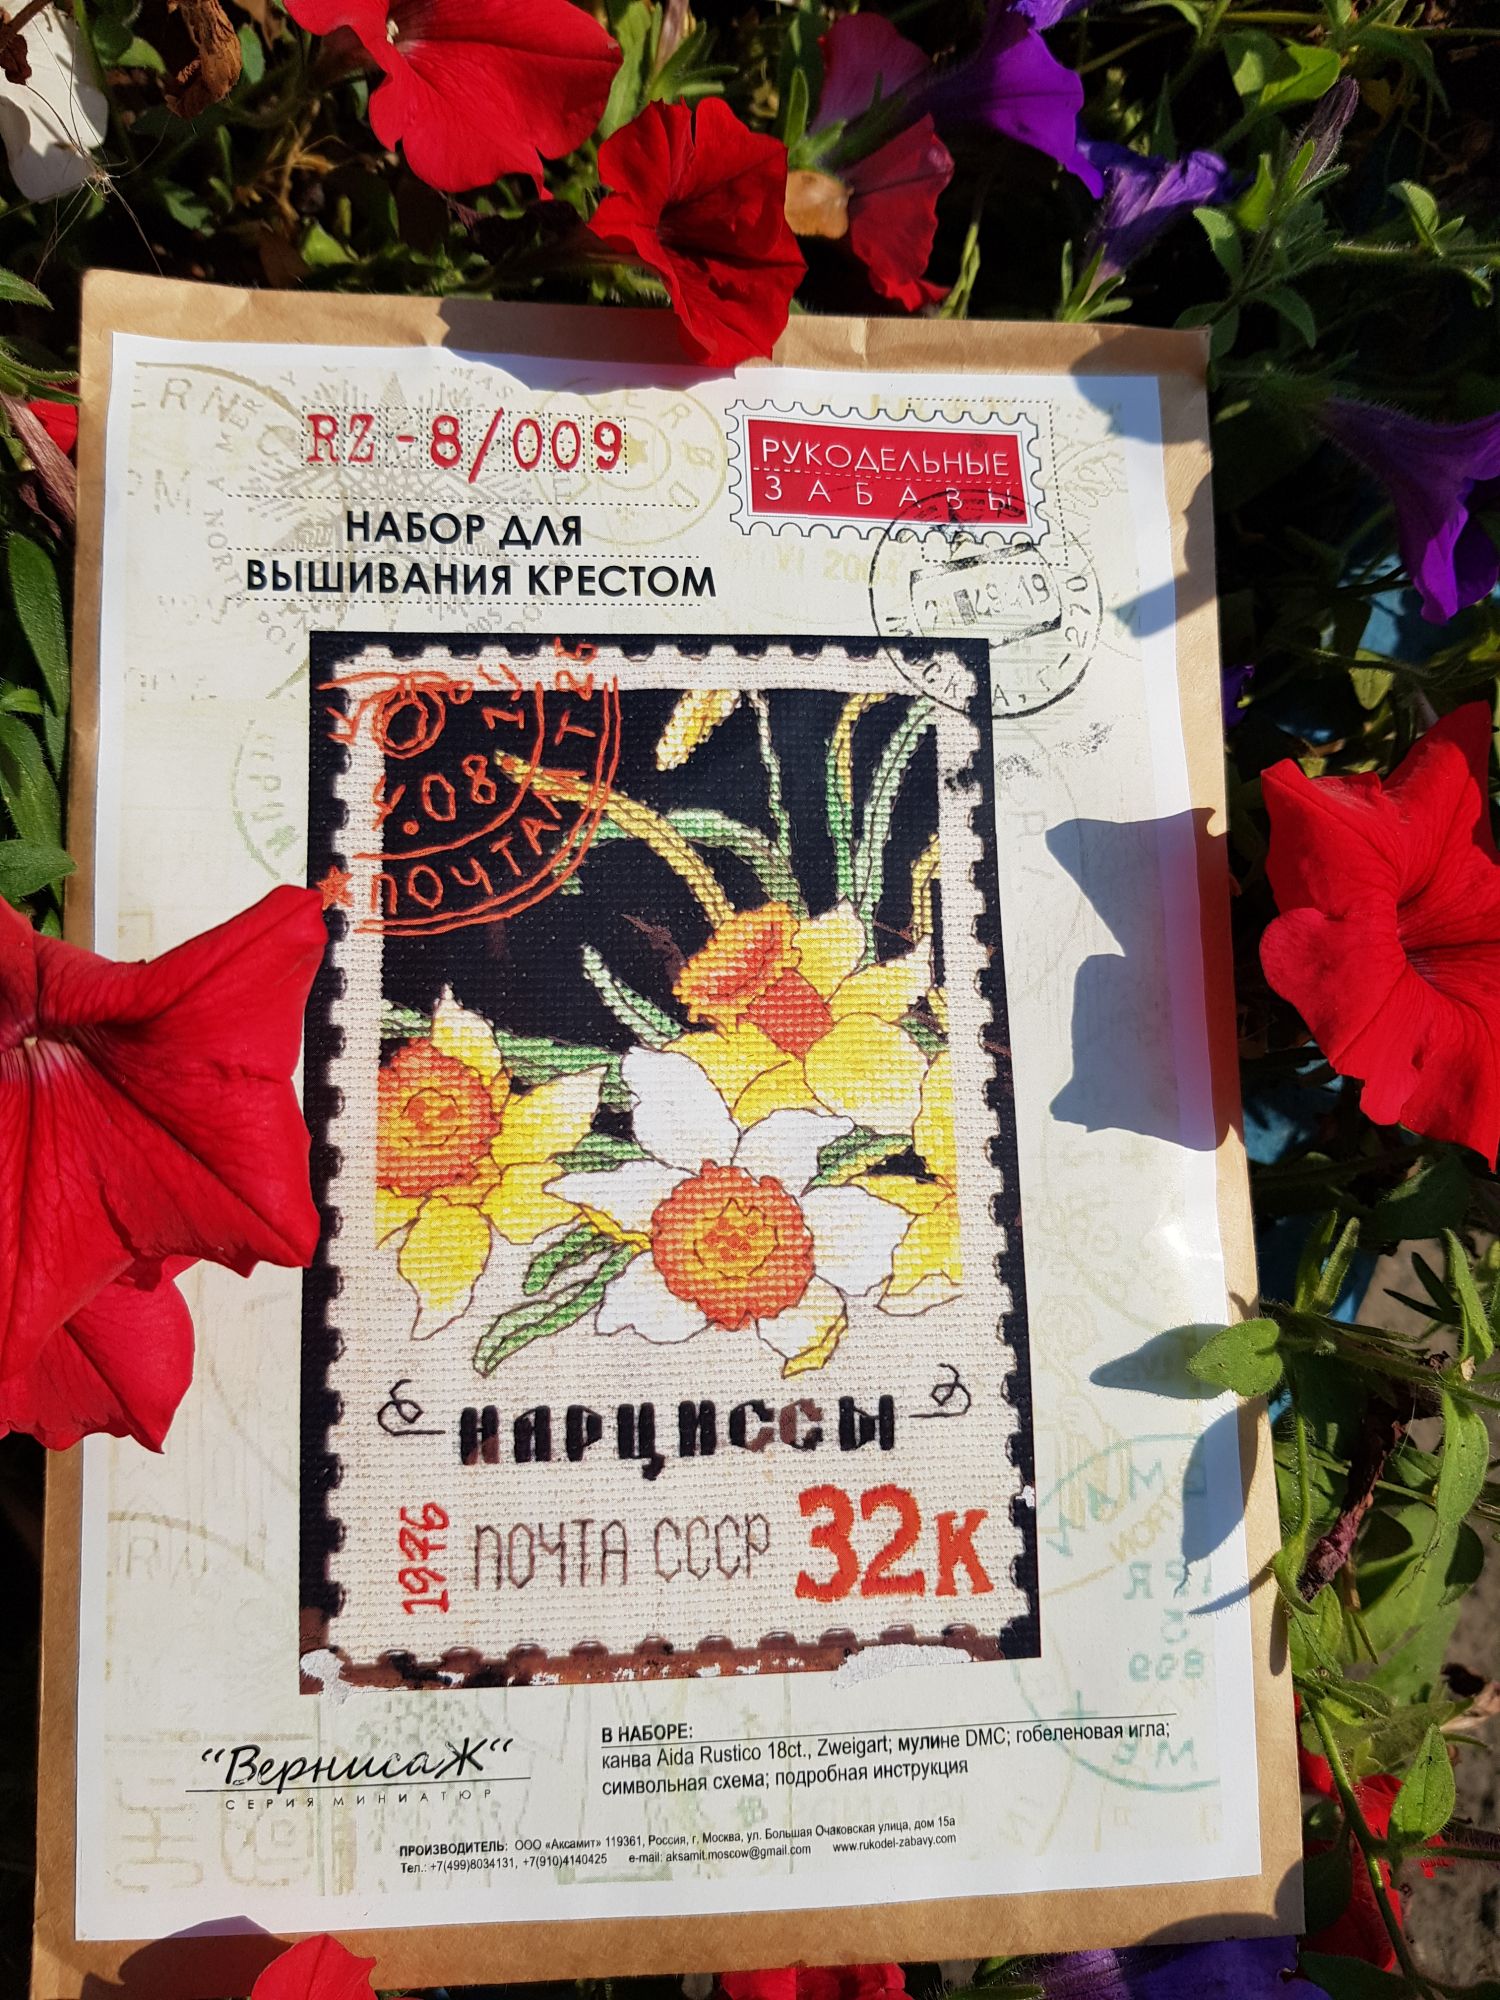 RZ-8/009
НАБОР ДЛЯ
ВЫШИВАНИЯ КРЕСТОМ
РУКОДЕЛЬНЫЕ
ЗАБАВЫ
МОСКВА, Г-270
.08
ПОЧТАМТ
НАРЦИССЫ
1976
ПОЧТА СССР
32К
"ВернисаЖ"
СЕРИЯ МИНИАТЮР
В НАБОРЕ:
канва Aida Rustico 18ct., Zweigart; мулине DMC; гобеленовая игла;
символьная схема; подробная инструкция
ПРОИЗВОДИТЕЛЬ: ООО «Аксамит» 119361, Россия, г. Москва, ул. Большая Очаковская улица, дом 15а
Тел.: +7(499)8034131, +7(910)4140425 e-mail: aksamit.moscow@gmail.com www.rukodel-zabavy.com